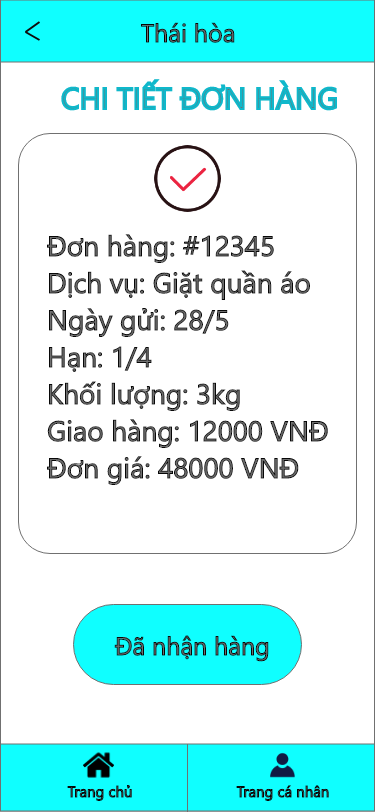 Thái hòa
CHI TIẾT ĐƠN HÀNG
Đơn hàng: #12345
Dịch vụ: Giặt quần áo
Ngày gửi: 28/5
Hạn: 1/4
Khối lượng: 3kg
Giao hàng: 12000 VNĐ
Đơn giá: 48000 VNĐ
Đã nhận hàng
Trang chủ
Trang cá nhân